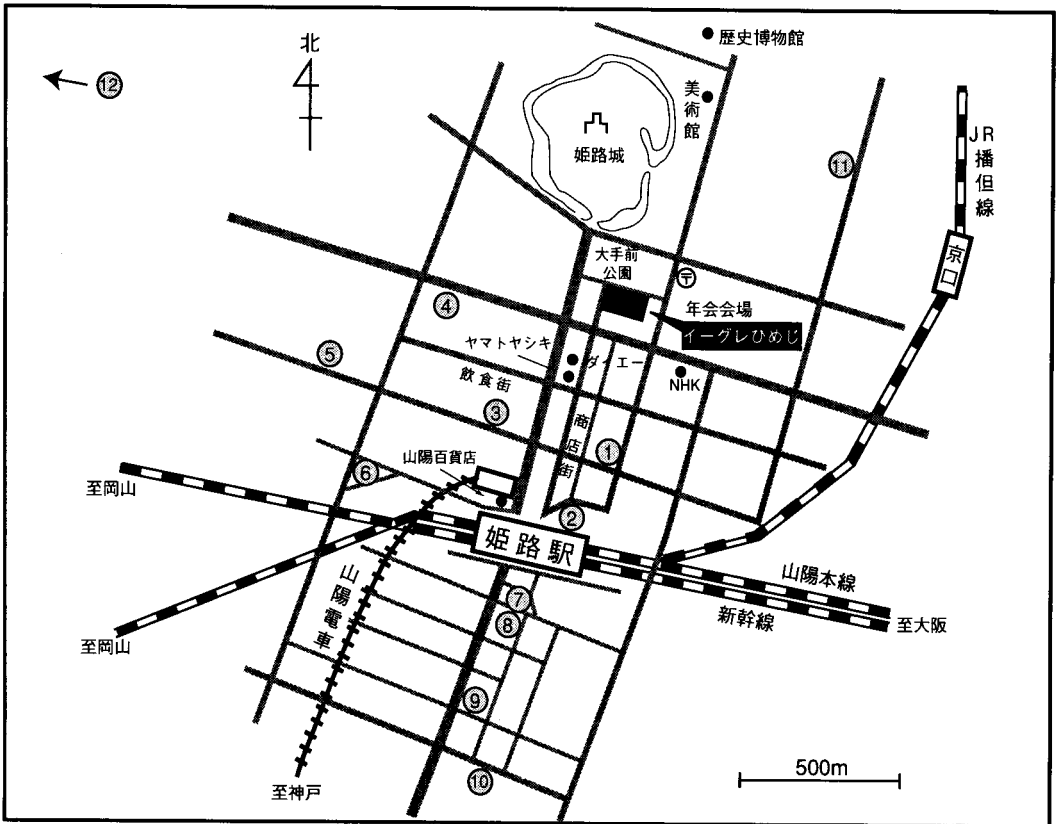 歴史博物館
北
⑫
美術館
姫路城
⑪
JR播但線
京口
大手前
公園
〒
年会会場
イーグレひめじ
④
ヤマトヤシキ
ダイエー
NHK
⑤
飲食街
③
商店街
①
山陽百貨店
⑥
至岡山
②
姫路駅
山陽本線
新幹線
至大阪
至岡山
山陽電車
⑦
⑧
⑨
⑩
至神戸
500m